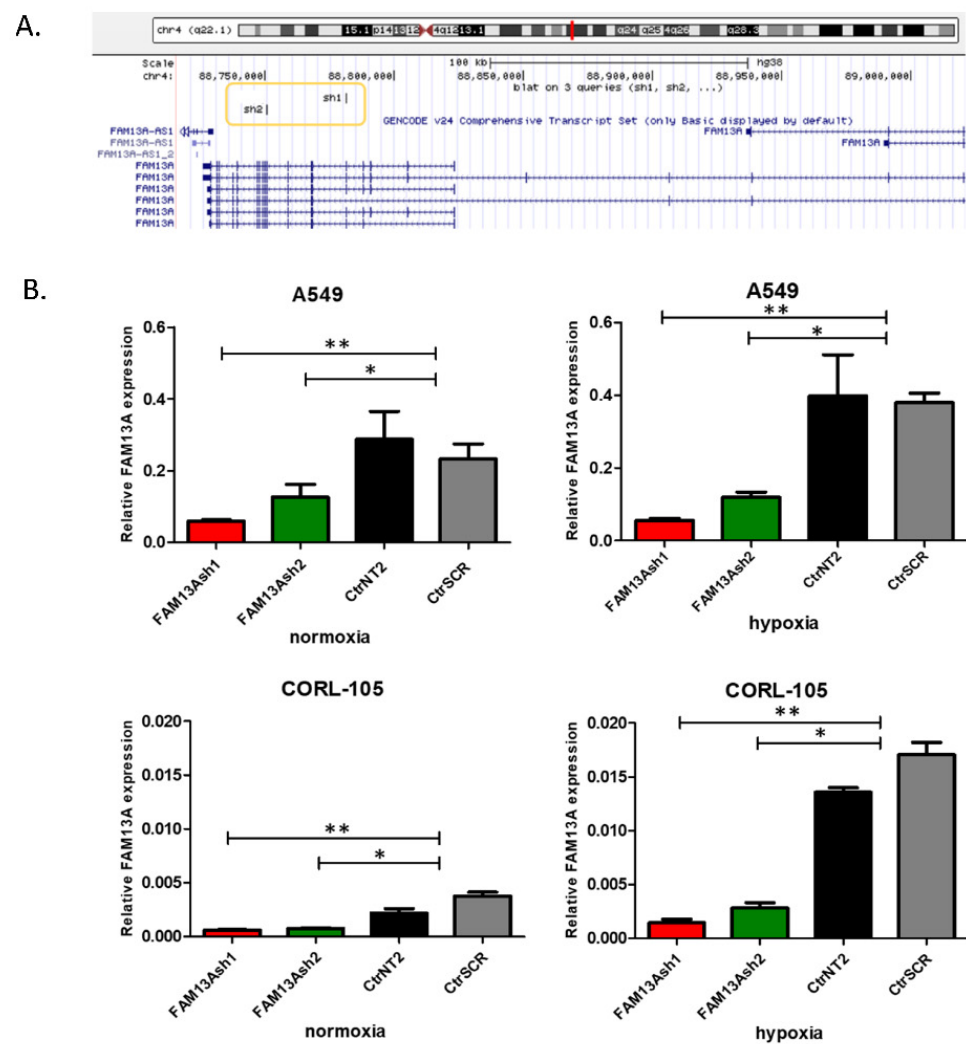 A.
chr4 (q22.1) 15.1 p14 13 12 4q12 13.1 q24 q25 4q26 q28.3
Scale 100 kb hg38
chr4: 88,750,000 88,800,000 88,850,000 88,900,000 88,950,000 89,000,000
blat on 3 queries (sh1, sh2, ...)
sh1
sh2
GENCODE v24 Comprehensive Transcript Set (only Basic displayed by default)
FAM13A-AS1 FAM13A
FAM13A-AS1 FAM13A
FAM13A-AS1_2
FAM13A
FAM13A
FAM13A
FAM13A
FAM13A
FAM13A
B.
A549
Relative FAM13A expression
0.6
0.4
0.2
0.0
**
*
FAM13Ash1
FAM13Ash2
CtrNT2
CtrSCR
normoxia
A549
Relative FAM13A expression
0.6
0.4
0.2
0.0
**
*
FAM13Ash1
FAM13Ash2
CtrNT2
CtrSCR
hypoxia
CORL-105
Relative FAM13A expression
0.020
0.015
0.010
0.005
0.000
**
*
FAM13Ash1
FAM13Ash2
CtrNT2
CtrSCR
normoxia
CORL-105
Relative FAM13A expression
0.020
0.015
0.010
0.005
0.000
**
*
FAM13Ash1
FAM13Ash2
CtrNT2
CtrSCR
hypoxia